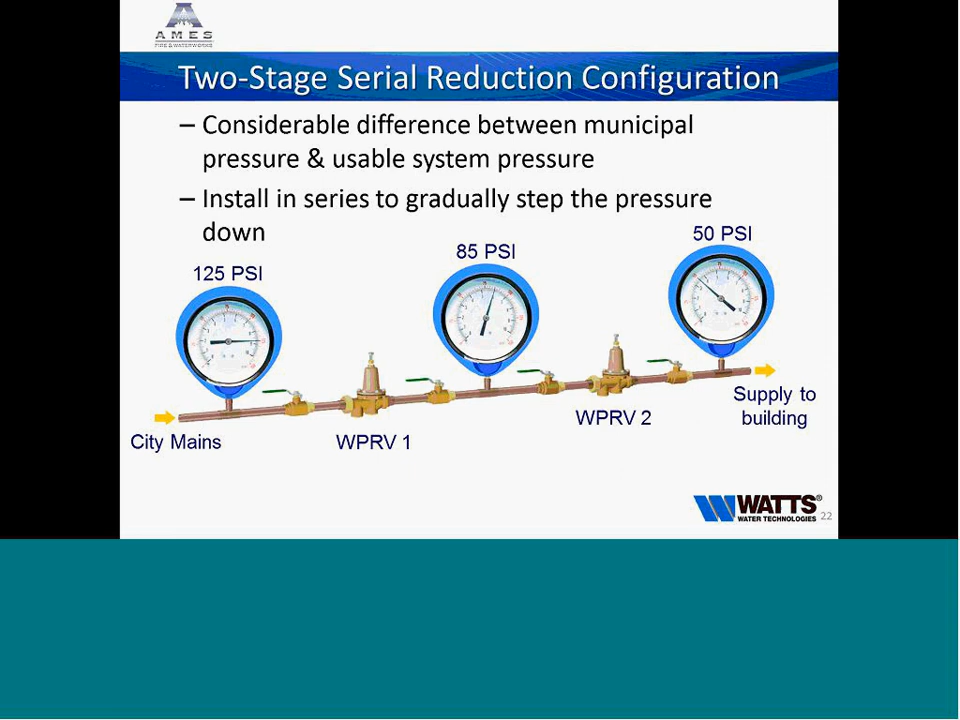 AMES
FIRE & WATERWORKS
Two-Stage Serial Reduction Configuration
– Considerable difference between municipal
pressure & usable system pressure
– Install in series to gradually step the pressure
down
125 PSI
85 PSI
50 PSI
City Mains
WPRV 1
WPRV 2
Supply to
building
WATTS®
WATER TECHNOLOGIES
22